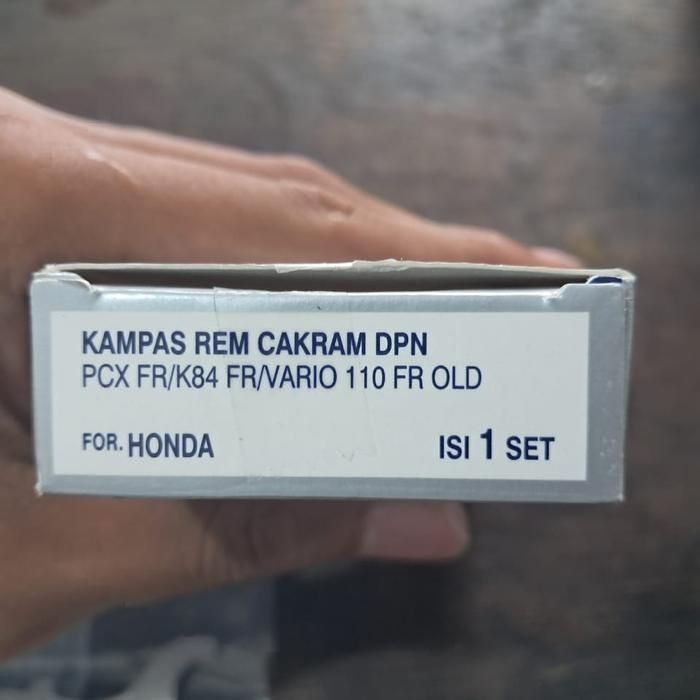 KAMPAS REM CAKRAM DPN
PCX FR/K84 FR/VARIO 110 FR OLD
FOR. HONDA ISI 1 SET